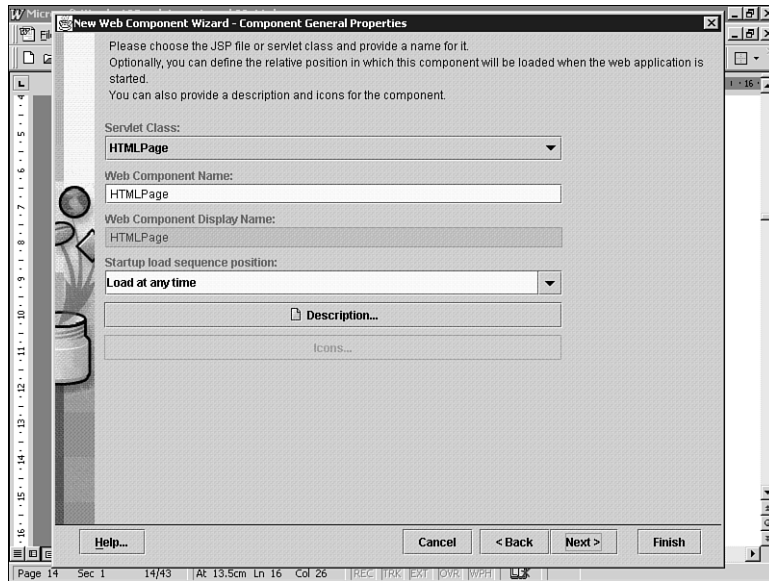 New Web Component Wizard - Component General Properties
Please choose the JSP file or servlet class and provide a name for it.
Optionally, you can define the relative position in which this component will be loaded when the web application is
started.
You can also provide a description and icons for the component.
Servlet Class:
HTMLPage
Web Component Name:
HTMLPage
Web Component Display Name:
HTMLPage
Startup load sequence position:
Load at any time
Description...
Icons...
Help...
Cancel
< Back
Next >
Finish
Page 14 Sec 1 14/43 At 13.5cm Ln 16 Col 26 REC TRK EXT OVR WPH